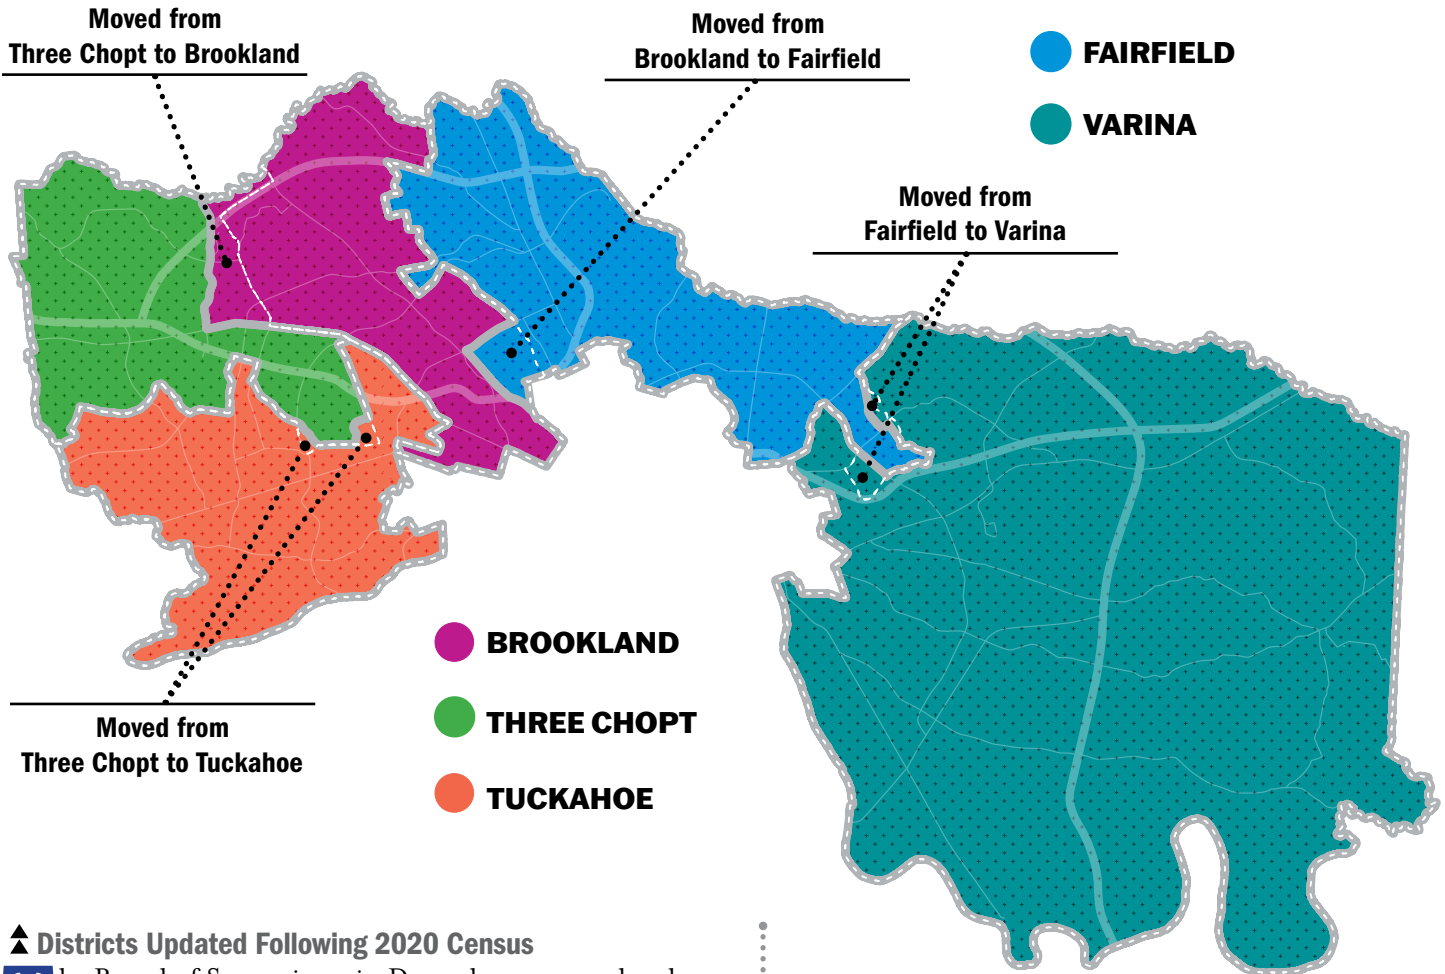 Moved from
Three Chopt to Brookland
Moved from
Brookland to Fairfield
FAIRFIELD
VARINA
Moved from
Fairfield to Varina
BROOKLAND
THREE CHOPT
TUCKAHOE
Moved from
Three Chopt to Tuckahoe
Districts Updated Following 2020 Census